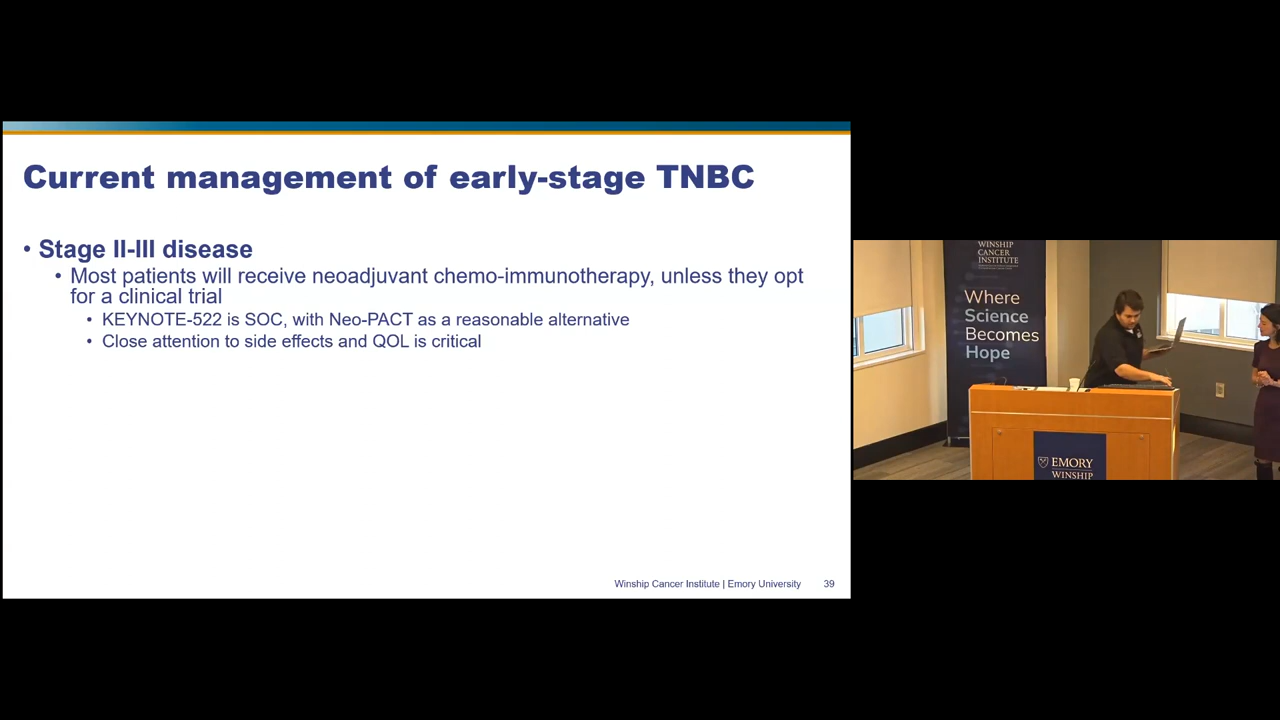 Current management of early-stage TNBC
• Stage II-III disease
• Most patients will receive neoadjuvant chemo-immunotherapy, unless they opt
for a clinical trial
• KEYNOTE-522 is SOC, with Neo-PACT as a reasonable alternative
• Close attention to side effects and QOL is critical
Winship Cancer Institute | Emory University 39
WINSHIP
CANCER
INSTITUTE
Where
Science
Becomes
Hope
EMORY
WINSHIP